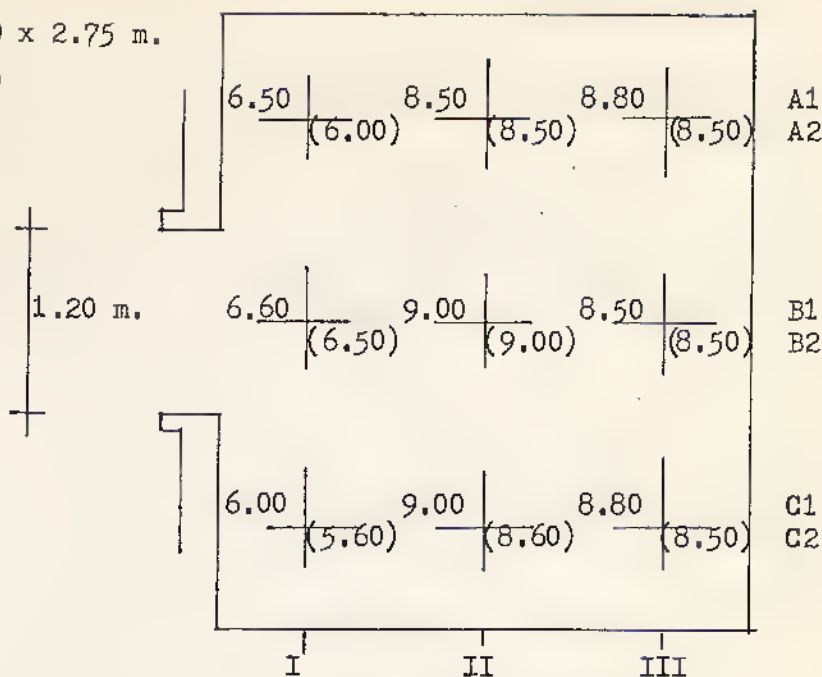 x 2.75 m.
6.50 8.50 8.80 A1
(6.00) (8.50) (8.50) A2
1.20 m.
6.60 9.00 8.50 B1
(6.50) (9.00) (8.50) B2
6.00 9.00 8.80 C1
(5.60) (8.60) (8.50) C2
I II III